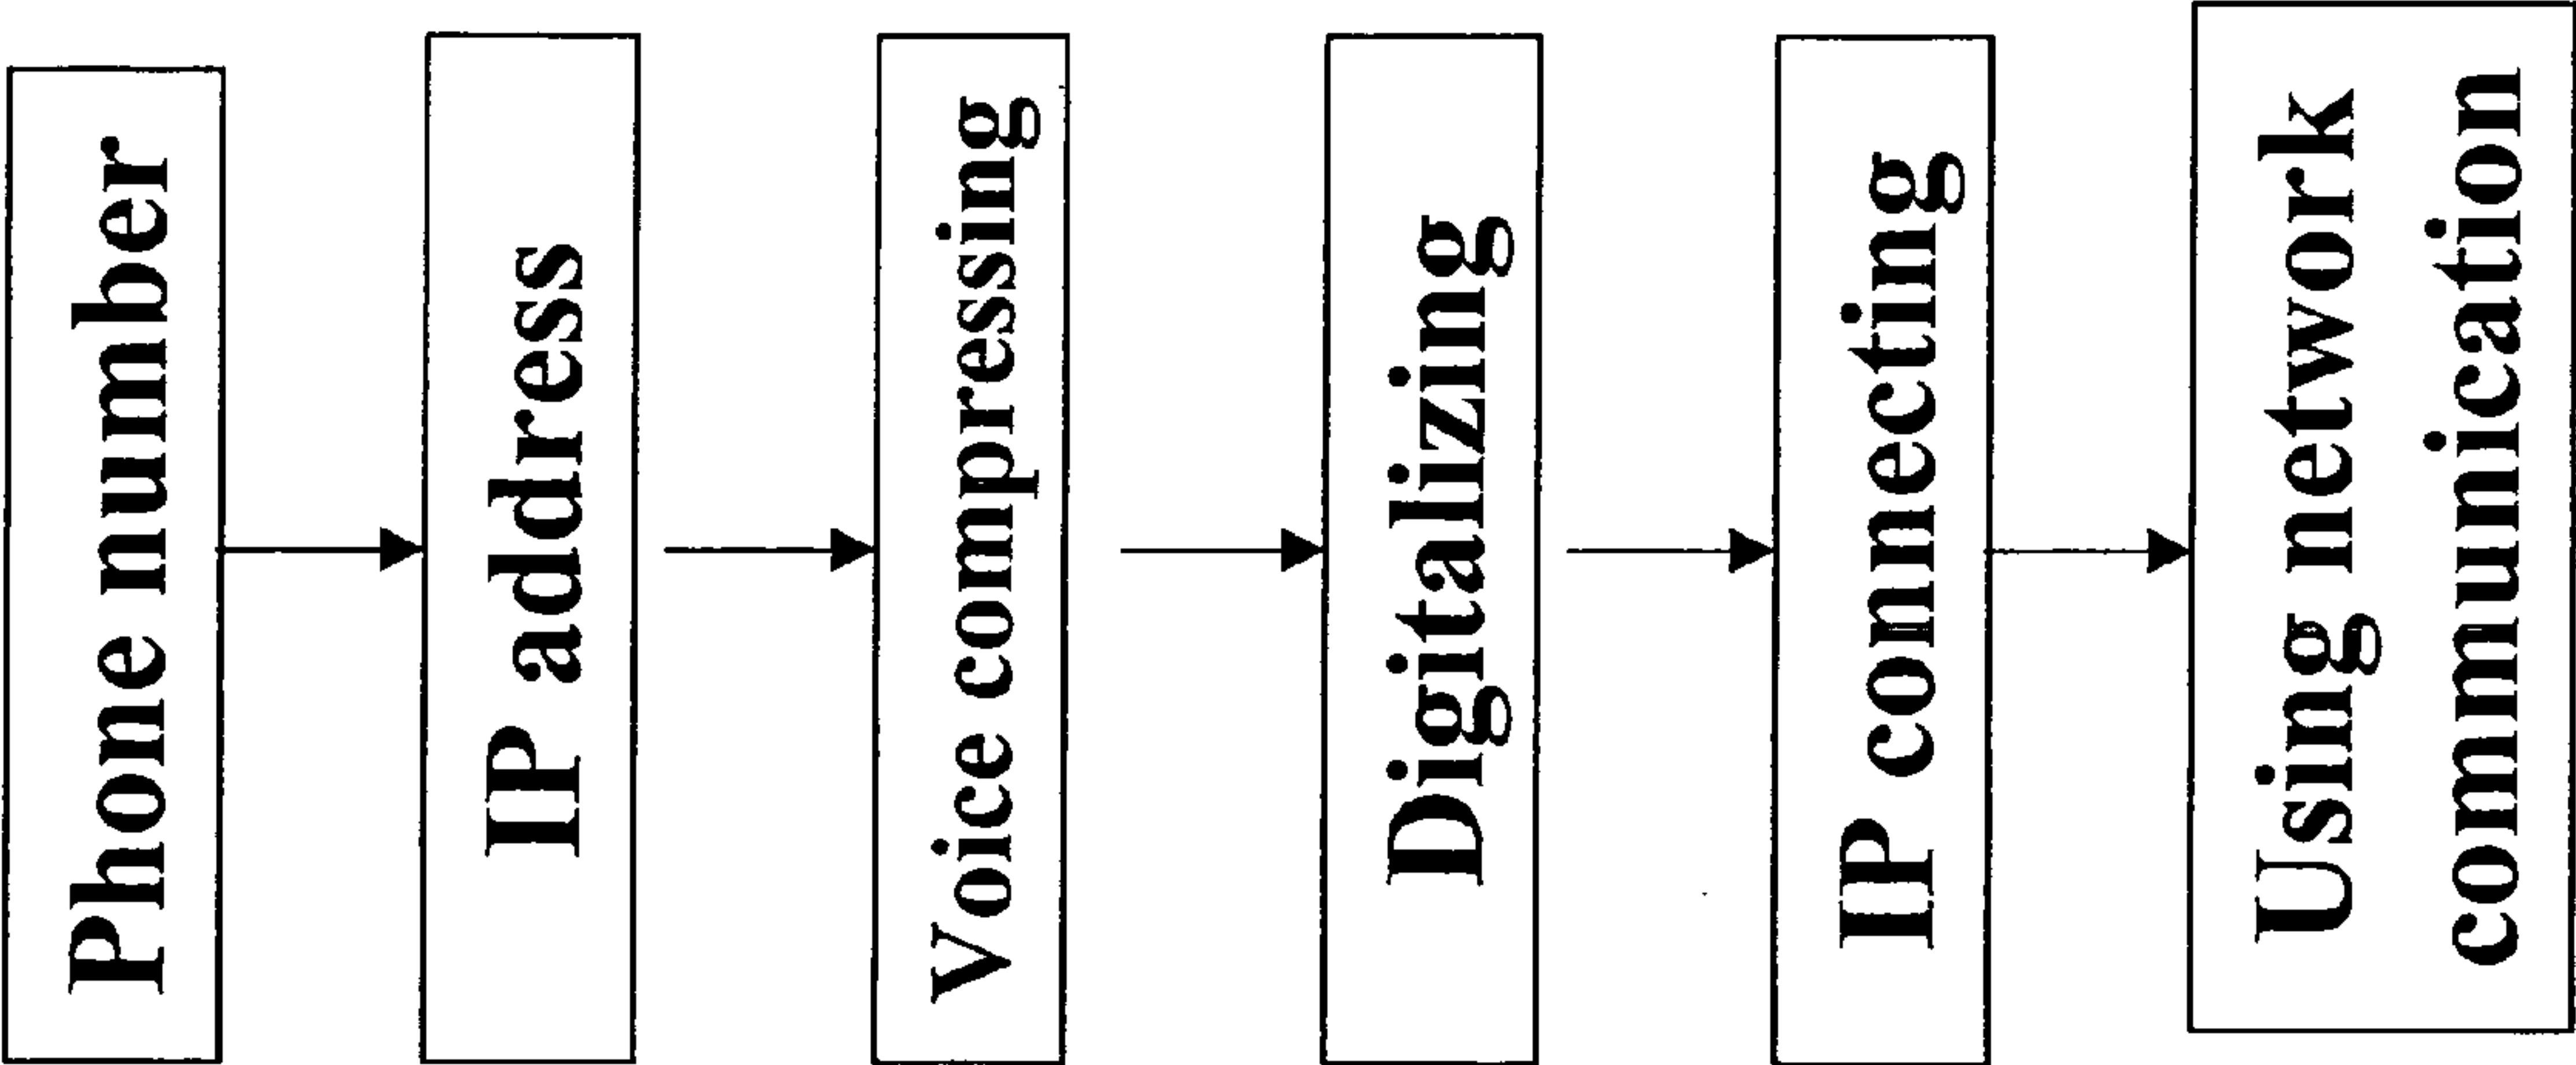 Phone number
IP address
Voice compressing
Digitalizing
IP connecting
Using network
communication